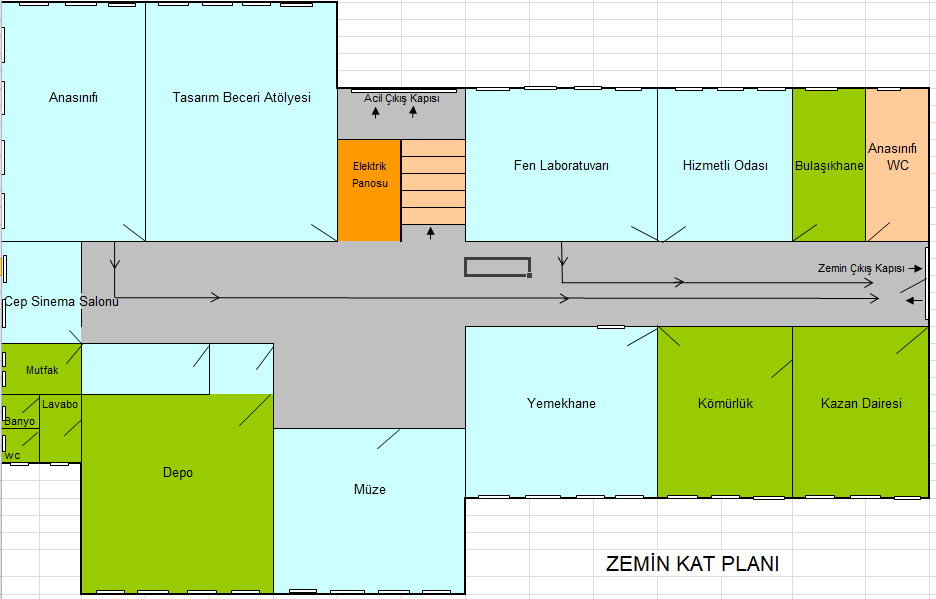 Anasınıfı
Tasarım Beceri Atölyesi
Acil Çıkış Kapısı
Elektrik
Panosu
Fen Laboratuvarı
Hizmetli Odası
Bulaşıkhane
Anasınıfı
WC
Zemin Çıkış Kapısı
Cep Sinema Salonu
Mutfak
Lavabo
Banyo
wc
Depo
Müze
Yemekhane
Kömürlük
Kazan Dairesi
ZEMİN KAT PLANI